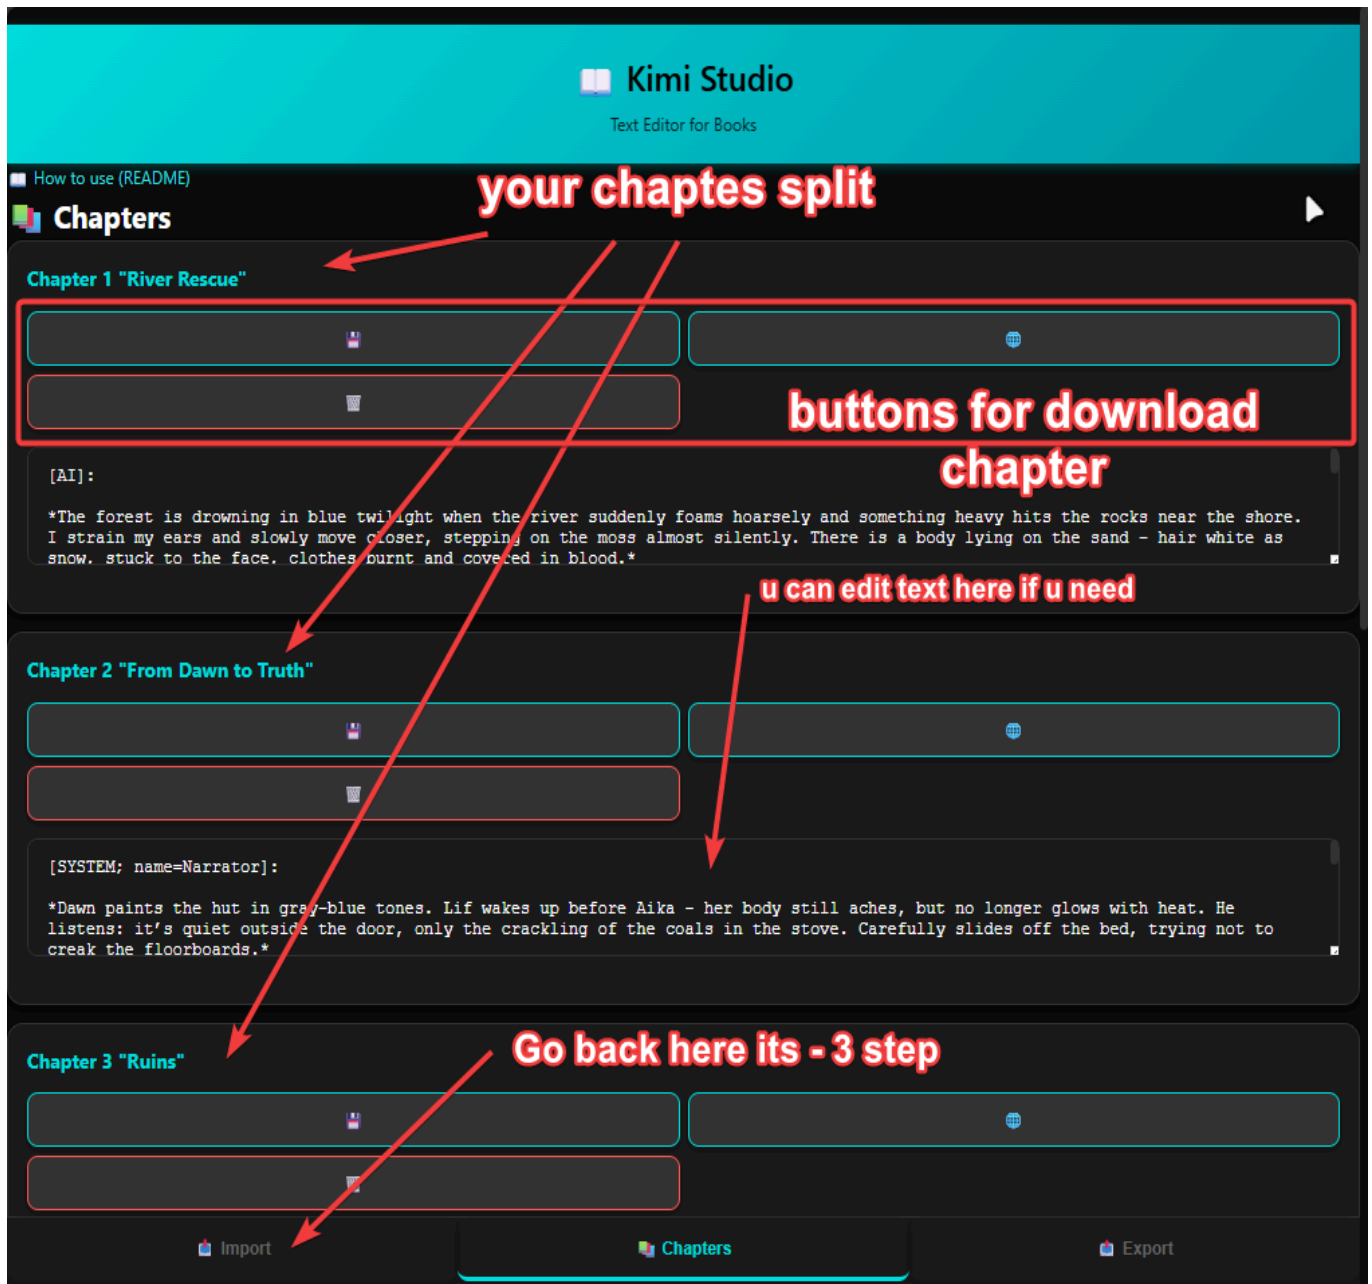 Kimi Studio
Text Editor for Books
How to use (README)
your chaptes split
Chapters
Chapter 1 "River Rescue"
buttons for download
chapter
[AI]:
*The forest is drowning in blue twilight when the river suddenly foams hoarsely and something heavy hits the rocks near the shore.
I strain my ears and slowly move closer, stepping on the moss almost silently. There is a body lying on the sand – hair white as
snow, stuck to the face, clothes burnt and covered in blood.*
u can edit text here if u need
Chapter 2 "From Dawn to Truth"
[SYSTEM; name=Narrator]:
*Dawn paints the hut in gray-blue tones. Lif wakes up before Aika – her body still aches, but no longer glows with heat. He
listens: it’s quiet outside the door, only the crackling of the coals in the stove. Carefully slides off the bed, trying not to
creak the floorboards.*
Go back here its - 3 step
Chapter 3 "Ruins"
Import
Chapters
Export